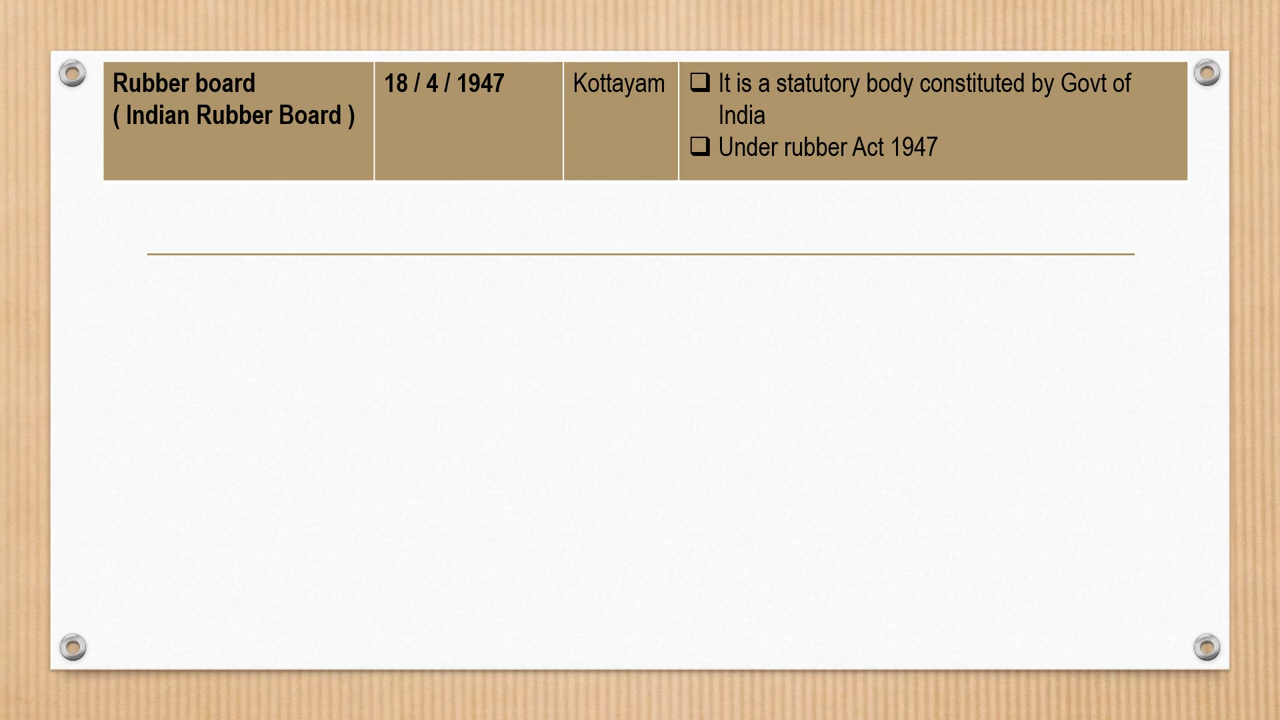 Rubber board
( Indian Rubber Board )
18 / 4 / 1947
Kottayam
❑ It is a statutory body constituted by Govt of
India
❑ Under rubber Act 1947